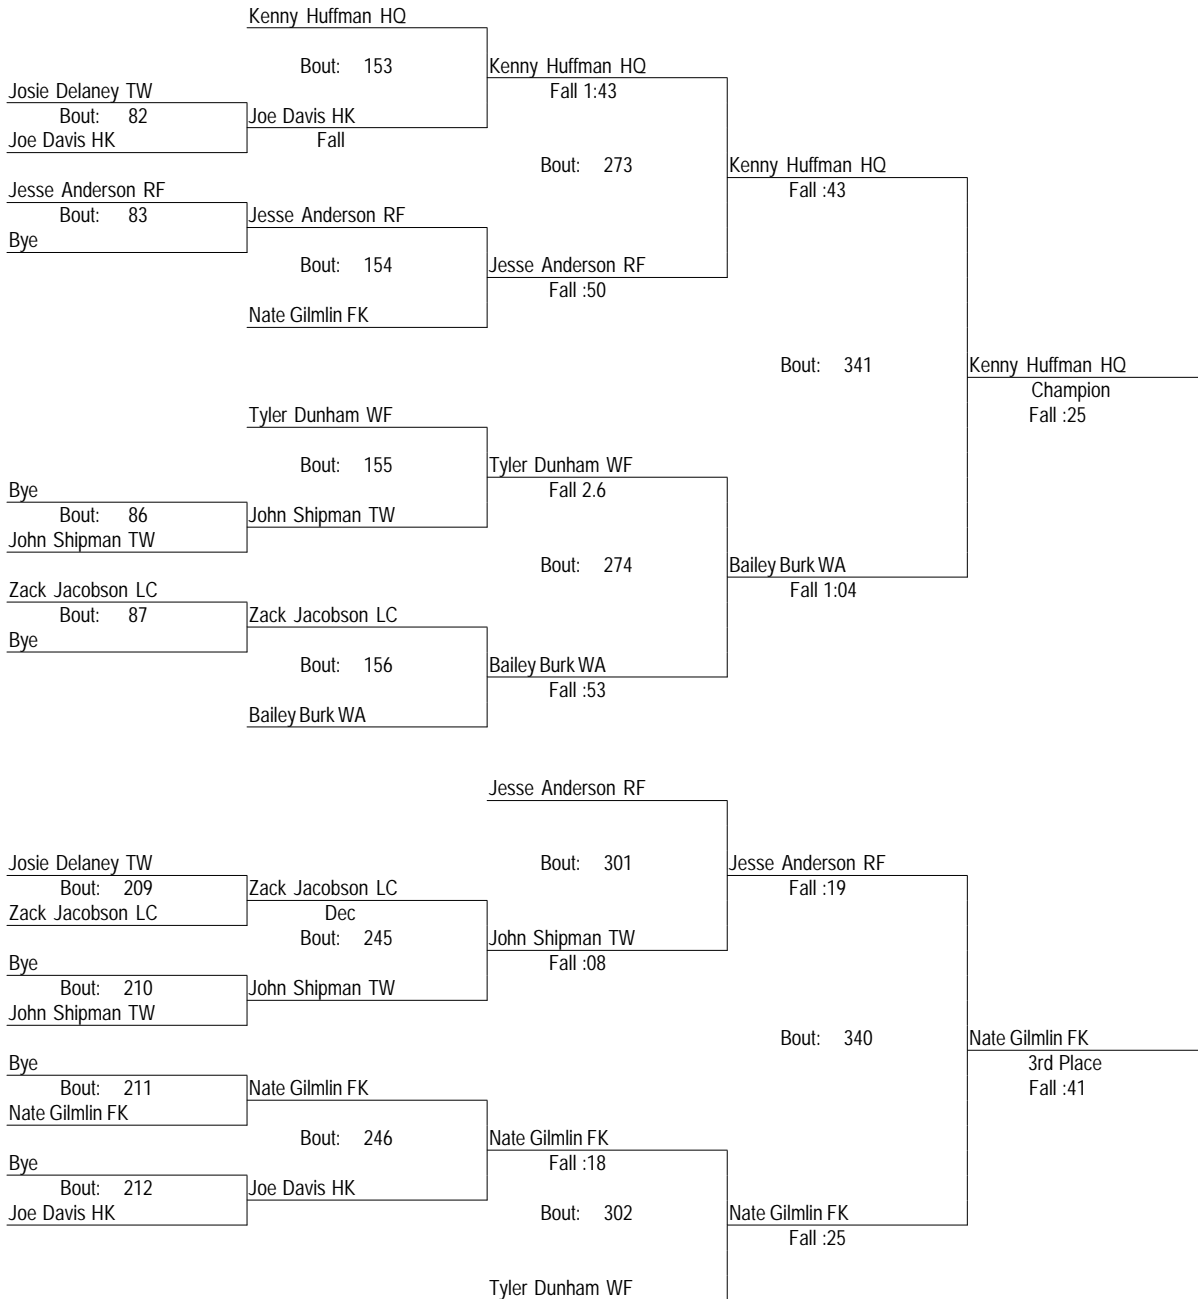 Kenny Huffman HQ
Bout: 153
Kenny Huffman HQ
Josie Delaney TW
Fall 1:43
Bout: 82
Joe Davis HK
Joe Davis HK
Fall
Bout: 273
Kenny Huffman HQ
Jesse Anderson RF
Fall :43
Bout: 83
Jesse Anderson RF
Bye
Bout: 154
Jesse Anderson RF
Fall :50
Nate Gilmlin FK
Bout: 341
Kenny Huffman HQ
Champion
Tyler Dunham WF
Fall :25
Bout: 155
Tyler Dunham WF
Bye
Fall 2.6
Bout: 86
John Shipman TW
John Shipman TW
Bout: 274
Bailey Burk WA
Zack Jacobson LC
Fall 1:04
Bout: 87
Zack Jacobson LC
Bye
Bout: 156
Bailey Burk WA
Fall :53
Bailey Burk WA
Jesse Anderson RF
Josie Delaney TW
Bout: 301
Jesse Anderson RF
Bout: 209
Zack Jacobson LC
Fall :19
Zack Jacobson LC
Dec
Bout: 245
John Shipman TW
Bye
Fall :08
Bout: 210
John Shipman TW
John Shipman TW
Bout: 340
Nate Gilmlin FK
Bye
3rd Place
Bout: 211
Nate Gilmlin FK
Fall :41
Nate Gilmlin FK
Bout: 246
Nate Gilmlin FK
Bye
Fall :18
Bout: 212
Joe Davis HK
Joe Davis HK
Bout: 302
Nate Gilmlin FK
Fall :25
Tyler Dunham WF